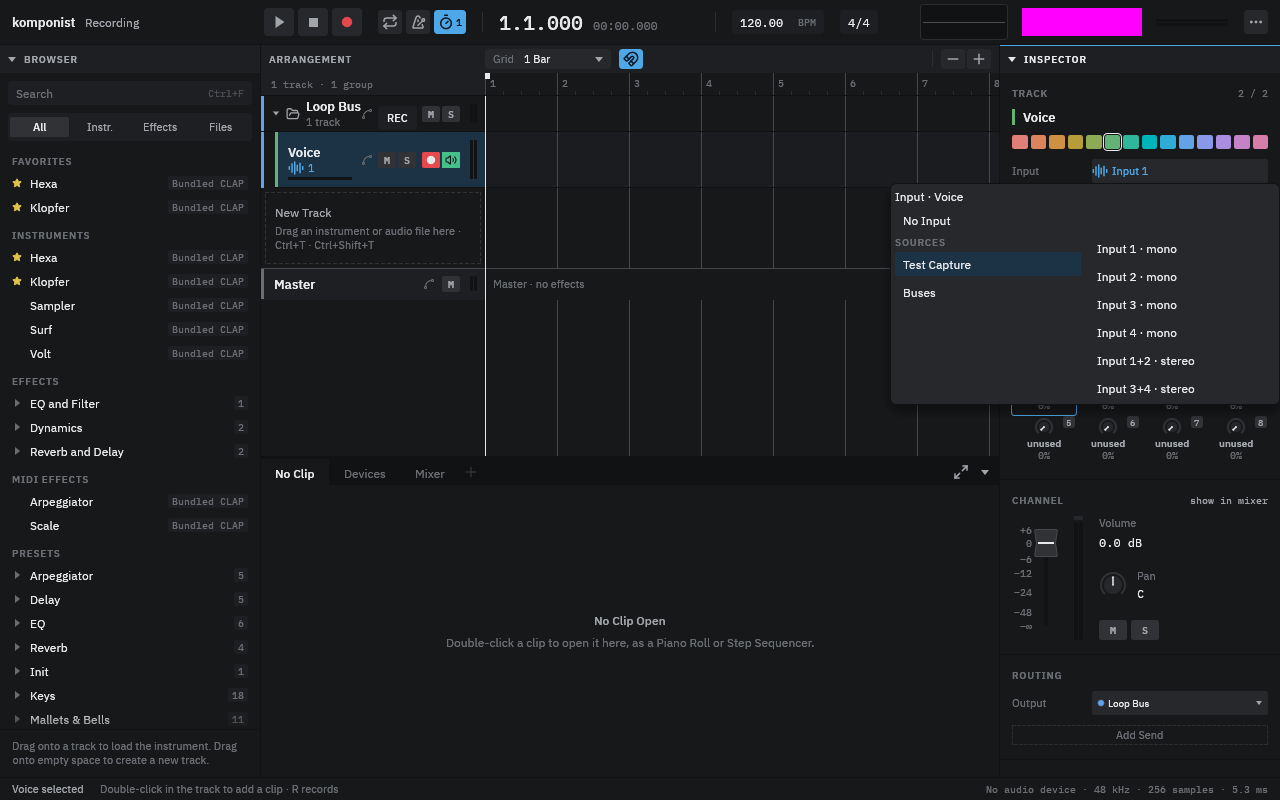 komponist Recording
1 1.1.000 00:00.000 120.00 BPM 4/4
BROWSER
Search Ctrl+F
All Instr. Effects Files
FAVORITES
Hexa Bundled CLAP
Klopfer Bundled CLAP
INSTRUMENTS
Hexa Bundled CLAP
Klopfer Bundled CLAP
Sampler Bundled CLAP
Surf Bundled CLAP
Volt Bundled CLAP
EFFECTS
EQ and Filter 1
Dynamics 2
Reverb and Delay 2
MIDI EFFECTS
Arpeggiator Bundled CLAP
Scale Bundled CLAP
PRESETS
Arpeggiator 5
Delay 5
EQ 6
Reverb 4
Init 1
Keys 18
Mallets & Bells 11
Drag onto a track to load the instrument. Drag
onto empty space to create a new track.
ARRANGEMENT Grid 1 Bar
1 track · 1 group 1 2 3 4 5 6 7 8
Loop Bus REC M S
1 track
Voice M S
1
New Track
Drag an instrument or audio file here ·
Ctrl+T · Ctrl+Shift+T
Master M Master · no effects
No Clip Devices Mixer
No Clip Open
Double-click a clip to open it here, as a Piano Roll or Step Sequencer.
INSPECTOR
TRACK 2 / 2
Voice
Input Input 1
Input · Voice
No Input
SOURCES
Test Capture
Buses
Input 1 · mono
Input 2 · mono
Input 3 · mono
Input 4 · mono
Input 1+2 · stereo
Input 3+4 · stereo
0% 0% 0% 0%
5 6 7 8
unused unused unused unused
0% 0% 0% 0%
CHANNEL show in mixer
+6
0
−6
−12
−24
−48
−∞
Volume
0.0 dB
Pan
C
M S
ROUTING
Output Loop Bus
Add Send
Voice selected Double-click in the track to add a clip · R records
No audio device · 48 kHz · 256 samples · 5.3 ms